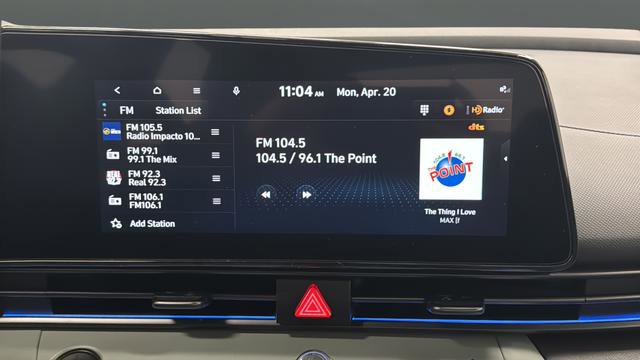 11:04 AM Mon, Apr. 20
FM Station List
HD Radio
dts
FM 105.5
Radio Impacto 10...
FM 99.1
99.1 The Mix
REAL
FM 92.3
Real 92.3
FM 106.1
FM106.1
Add Station
FM 104.5
104.5 / 96.1 The Point
POINT
The Thing I Love
MAX |f